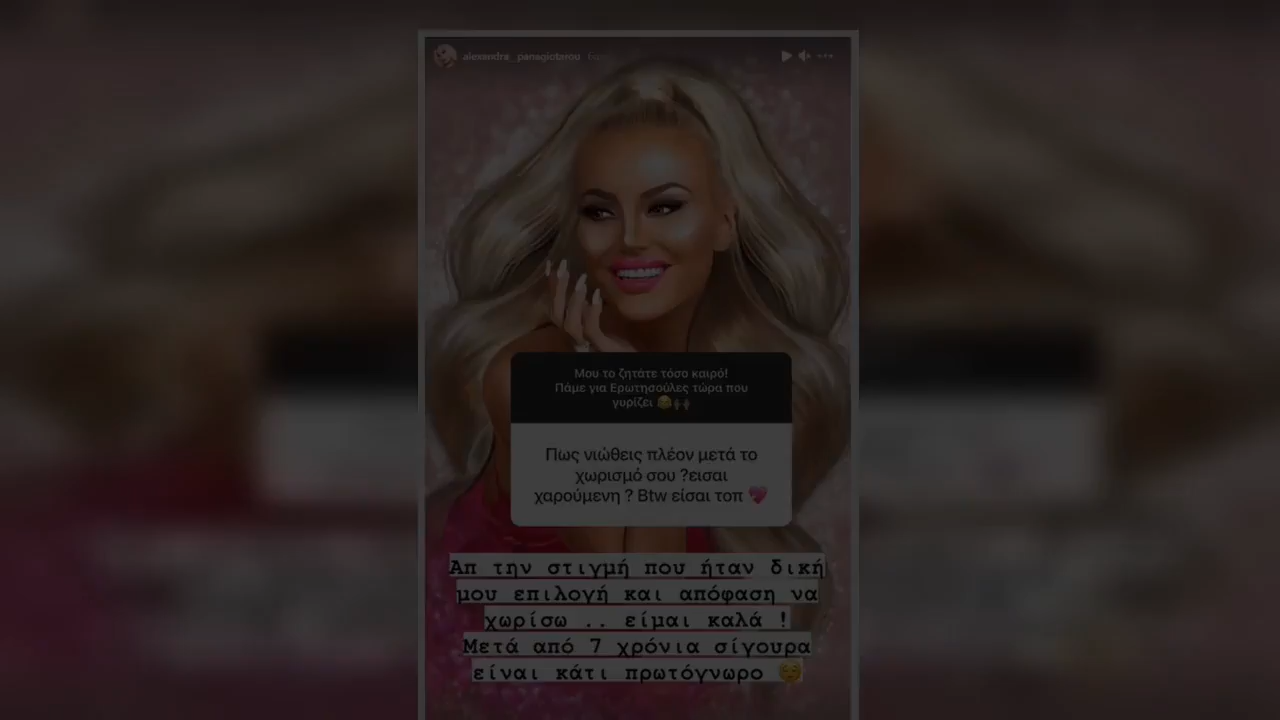 alexandra_panagiotarou
Μου το ζητάτε τόσο καιρό!
Πάμε για Ερωτησούλες τώρα που
γυρίζει 😂🙌
Πως νιώθεις πλέον μετά το
χωρισμό σου ?εισαι
χαρούμενη ? Btw είσαι τοπ 💖
Απ την στιγμή που ήταν δική
μου επιλογή και απόφαση να
χωρίσω .. είμαι καλά !
Μετά από 7 χρόνια σίγουρα
είναι κάτι πρωτόγνωρο 😌